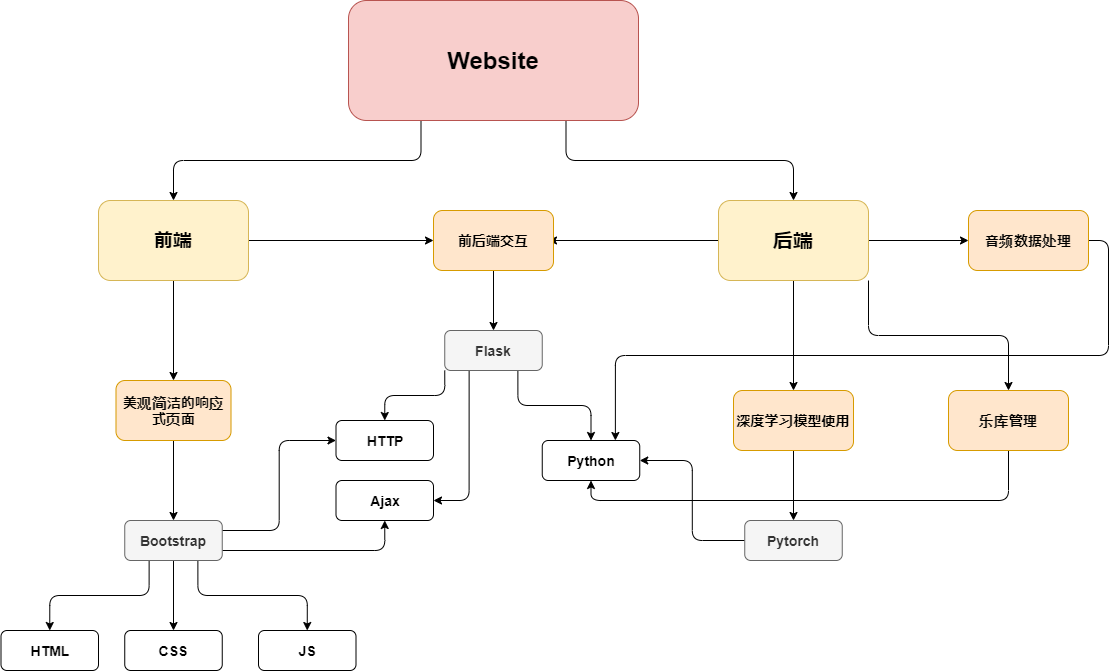 Website
前端
前后端交互
后端
音频数据处理
Flask
美观简洁的响应
式页面
HTTP
深度学习模型使用
乐库管理
Python
Ajax
Bootstrap
Pytorch
HTML
CSS
JS